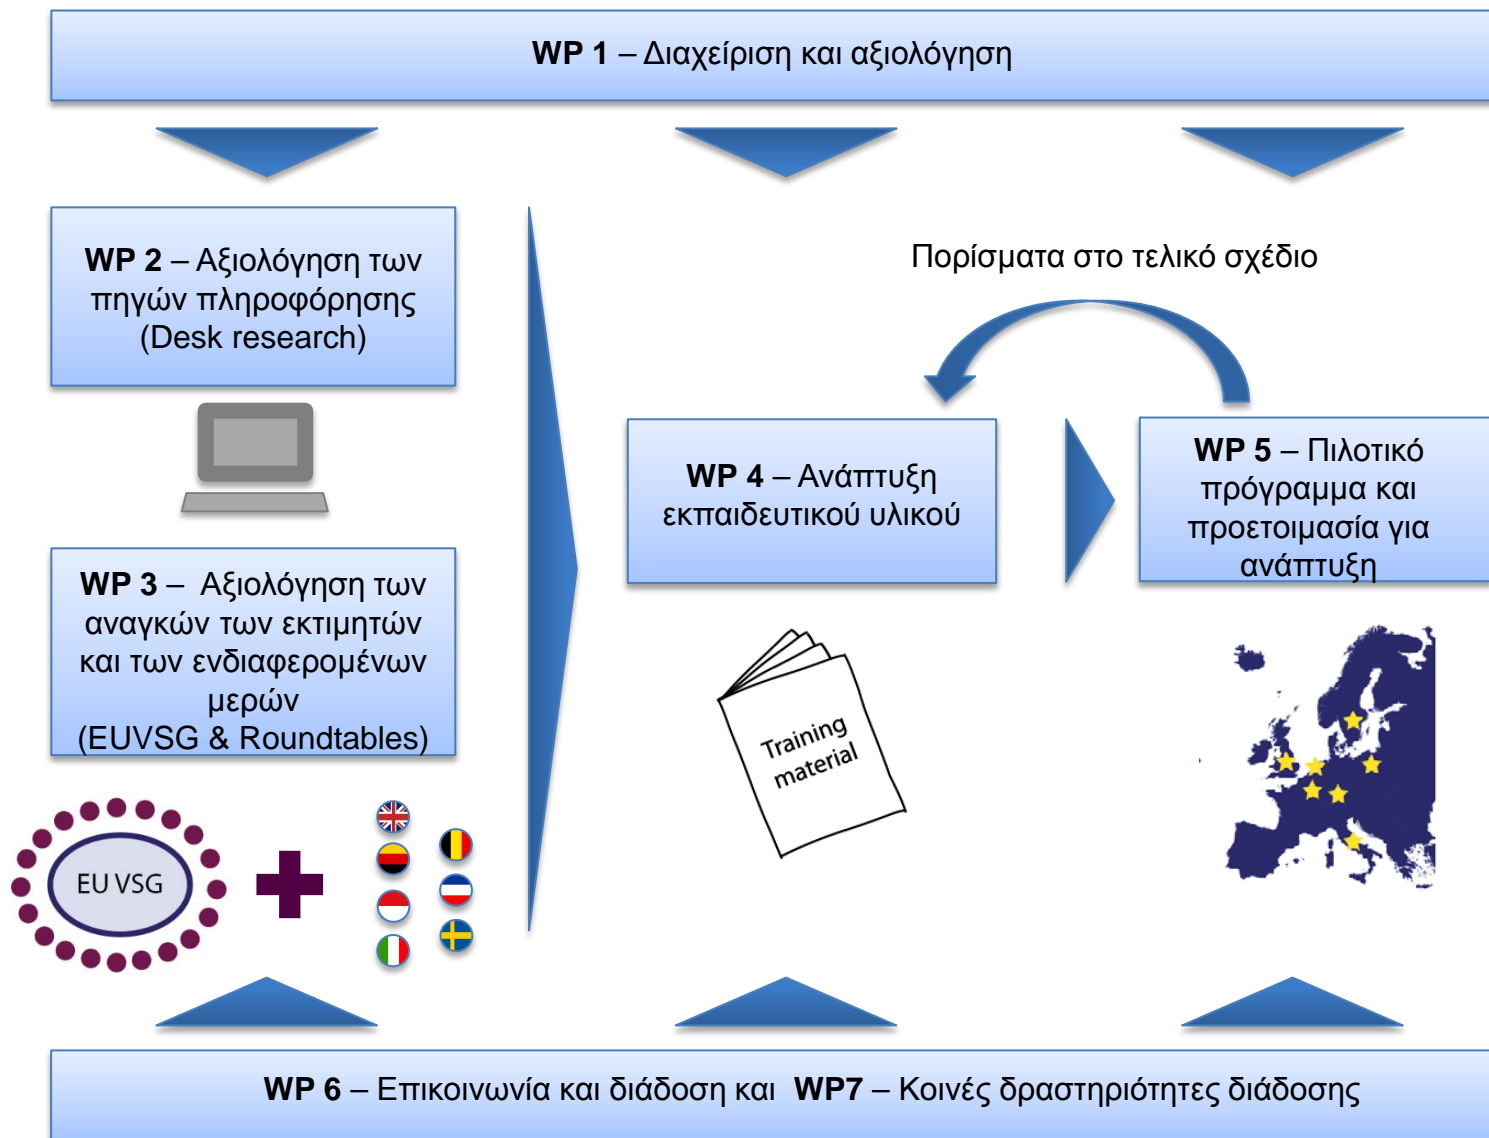 WP 1 – Διαχείριση και αξιολόγηση
WP 2 – Αξιολόγηση των
πηγών πληροφόρησης
(Desk research)
WP 3 –  Αξιολόγηση των
αναγκών των εκτιμητών
και των ενδιαφερομένων
μερών
(EUVSG & Roundtables)
EU VSG
Πορίσματα στο τελικό σχέδιο
WP 4 – Ανάπτυξη
εκπαιδευτικού υλικού
Training
material
WP 5 – Πιλοτικό
πρόγραμμα και
προετοιμασία για
ανάπτυξη
WP 6 – Επικοινωνία και διάδοση και  WP7 – Κοινές δραστηριότητες διάδοσης